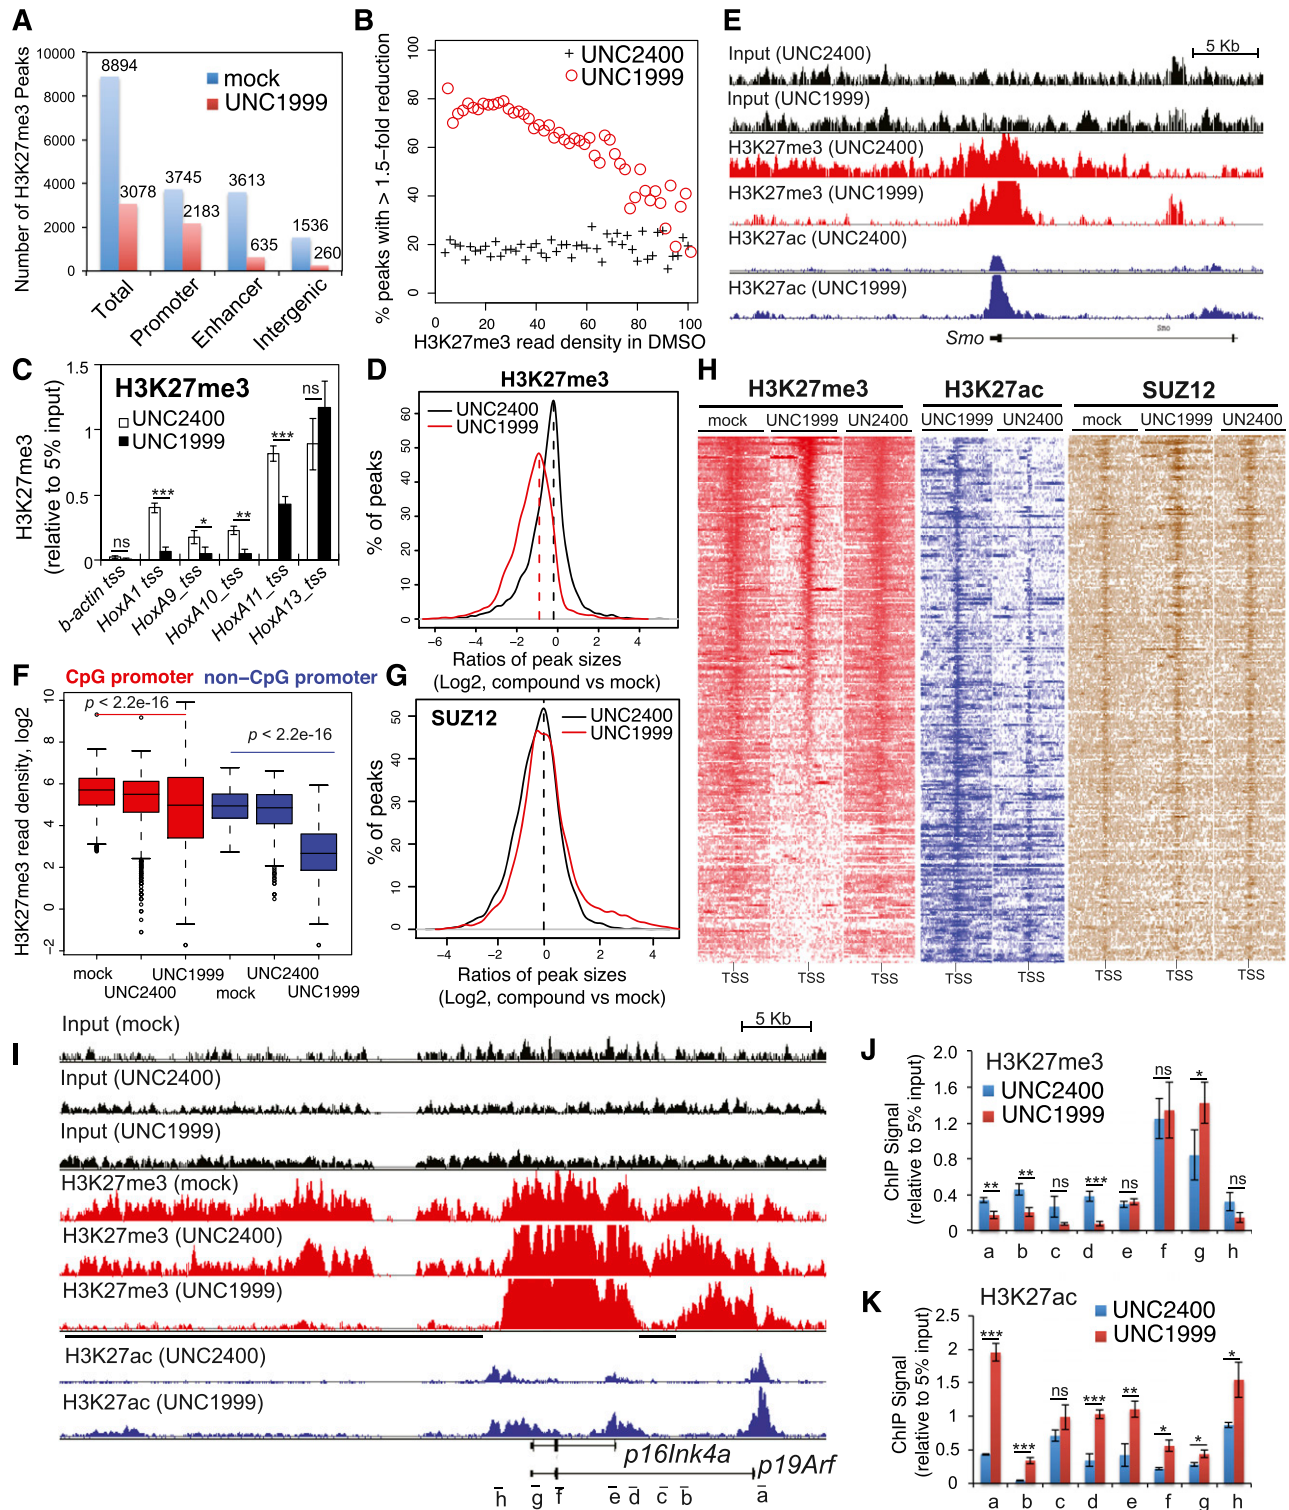 A
Number of H3K27me3 Peaks
10000
8000
6000
4000
2000
0
8894
3078
3745
2183
3613
635
1536
260
mock
UNC1999
Total
Promoter
Enhancer
Intergenic
B
% peaks with > 1.5−fold reduction
100
80
60
40
20
0
UNC2400
UNC1999
0 20 40 60 80 100
H3K27me3 read density in DMSO
E
5 Kb
Input (UNC2400)
Input (UNC1999)
H3K27me3 (UNC2400)
H3K27me3 (UNC1999)
H3K27ac (UNC2400)
H3K27ac (UNC1999)
Smo
Smo
C
H3K27me3
(relative to 5% input)
1.5
1
0.5
0
H3K27me3
UNC2400
UNC1999
ns
***
*
**
***
ns
b-actin tss
HoxA1 tss
HoxA9_tss
HoxA10_tss
HoxA11_tss
HoxA13_tss
D
H3K27me3
UNC2400
UNC1999
% of peaks
60
50
40
30
20
10
0
−6 −4 −2 0 2 4
Ratios of peak sizes
(Log2, compound vs mock)
H
H3K27me3
H3K27ac
SUZ12
mock UNC1999 UN2400
UNC1999 UN2400
mock UNC1999 UN2400
TSS TSS TSS TSS TSS TSS TSS TSS
F
CpG promoter non−CpG promoter
p < 2.2e-16
p < 2.2e-16
H3K27me3 read density, log2
10
8
6
4
2
0
−2
mock
UNC2400
UNC1999
mock
UNC2400
UNC1999
G
SUZ12
UNC2400
UNC1999
% of peaks
50
40
30
20
10
0
−4 −2 0 2 4
Ratios of peak sizes
(Log2, compound vs mock)
I
5 Kb
Input (mock)
Input (UNC2400)
Input (UNC1999)
H3K27me3 (mock)
H3K27me3 (UNC2400)
H3K27me3 (UNC1999)
H3K27ac (UNC2400)
H3K27ac (UNC1999)
p16Ink4a
p19Arf
h g f e d c b a
J
H3K27me3
UNC2400
UNC1999
ChIP Signal
(relative to 5% input)
2.0
1.6
1.2
0.8
0.4
0
** ** ns *** ns ns * ns
a b c d e f g h
K
H3K27ac
UNC2400
UNC1999
ChIP Signal
(relative to 5% input)
2.5
2
1.5
1
0.5
0
*** *** ns *** ** * * *
a b c d e f g h